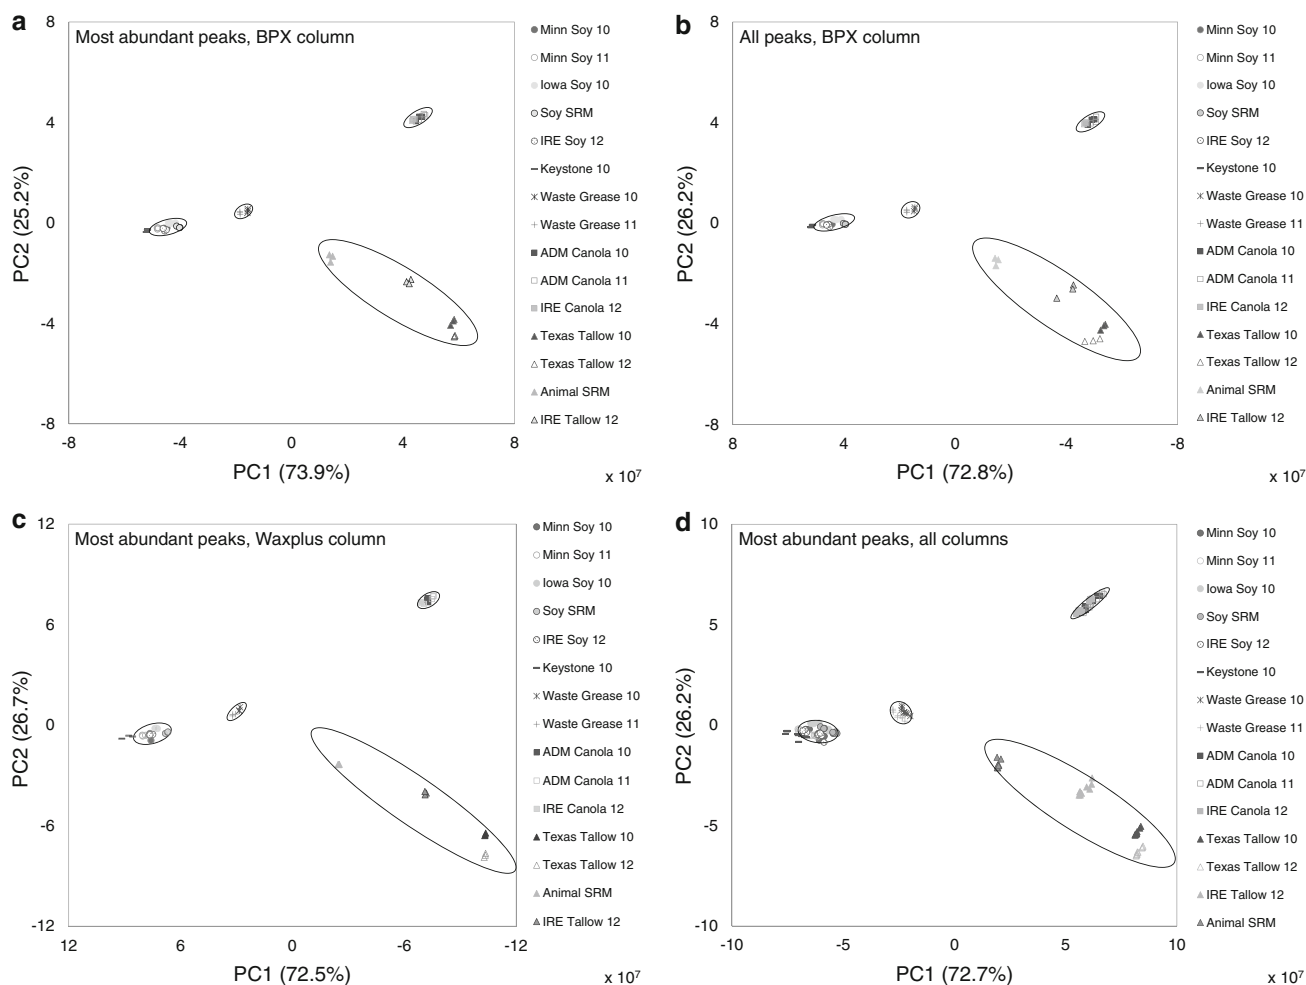 a
Most abundant peaks, BPX column
8
4
0
-4
-8
PC2 (25.2%)
-8 -4 0 4 8
PC1 (73.9%)
x 10⁷
Minn Soy 10
Minn Soy 11
Iowa Soy 10
Soy SRM
IRE Soy 12
Keystone 10
Waste Grease 10
Waste Grease 11
ADM Canola 10
ADM Canola 11
IRE Canola 12
Texas Tallow 10
Texas Tallow 12
Animal SRM
IRE Tallow 12
b
All peaks, BPX column
8
4
0
-4
-8
PC2 (26.2%)
8 4 0 -4 -8
PC1 (72.8%)
x 10⁷
Minn Soy 10
Minn Soy 11
Iowa Soy 10
Soy SRM
IRE Soy 12
Keystone 10
Waste Grease 10
Waste Grease 11
ADM Canola 10
ADM Canola 11
IRE Canola 12
Texas Tallow 10
Texas Tallow 12
Animal SRM
IRE Tallow 12
c
Most abundant peaks, Waxplus column
12
6
0
-6
-12
PC2 (26.7%)
12 6 0 -6 -12
PC1 (72.5%)
x 10⁷
Minn Soy 10
Minn Soy 11
Iowa Soy 10
Soy SRM
IRE Soy 12
Keystone 10
Waste Grease 10
Waste Grease 11
ADM Canola 10
ADM Canola 11
IRE Canola 12
Texas Tallow 10
Texas Tallow 12
Animal SRM
IRE Tallow 12
d
Most abundant peaks, all columns
10
5
0
-5
-10
PC2 (26.2%)
-10 -5 0 5 10
PC1 (72.7%)
x 10⁷
Minn Soy 10
Minn Soy 11
Iowa Soy 10
Soy SRM
IRE Soy 12
Keystone 10
Waste Grease 10
Waste Grease 11
ADM Canola 10
ADM Canola 11
IRE Canola 12
Texas Tallow 10
Texas Tallow 12
IRE Tallow 12
Animal SRM